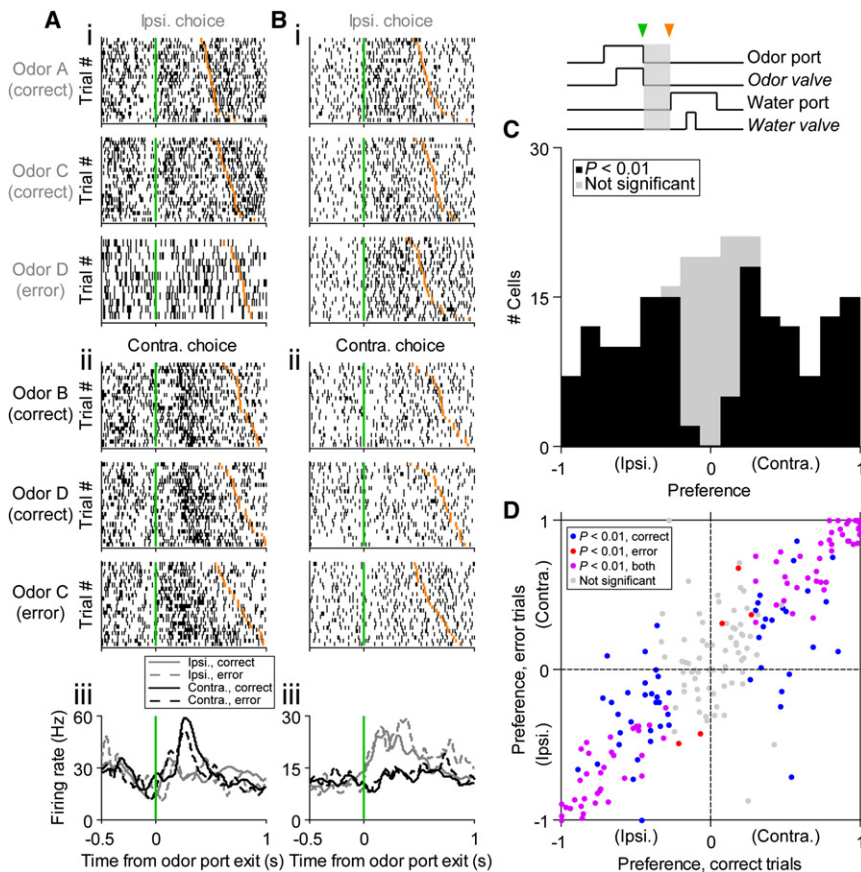 A
Ipsi. choice
i
Odor A
(correct)
Trial #
Odor C
(correct)
Trial #
Odor D
(error)
Trial #
Contra. choice
ii
Odor B
(correct)
Trial #
Odor D
(correct)
Trial #
Odor C
(error)
Trial #
Ipsi., correct
Ipsi., error
Contra., correct
Contra., error
iii
Firing rate (Hz)
60
30
0
-0.5
0
1
Time from odor port exit (s)
B
Ipsi. choice
i
Contra. choice
ii
iii
30
15
0
-0.5
0
1
Time from odor port exit (s)
Odor port
Odor valve
Water port
Water valve
C
30
15
0
# Cells
P < 0.01
Not significant
-1
0
1
(Ipsi.)
(Contra.)
Preference
D
1
0
-1
Preference, error trials
(Ipsi.)
(Contra.)
P < 0.01, correct
P < 0.01, error
P < 0.01, both
Not significant
-1
0
1
(Ipsi.)
(Contra.)
Preference, correct trials